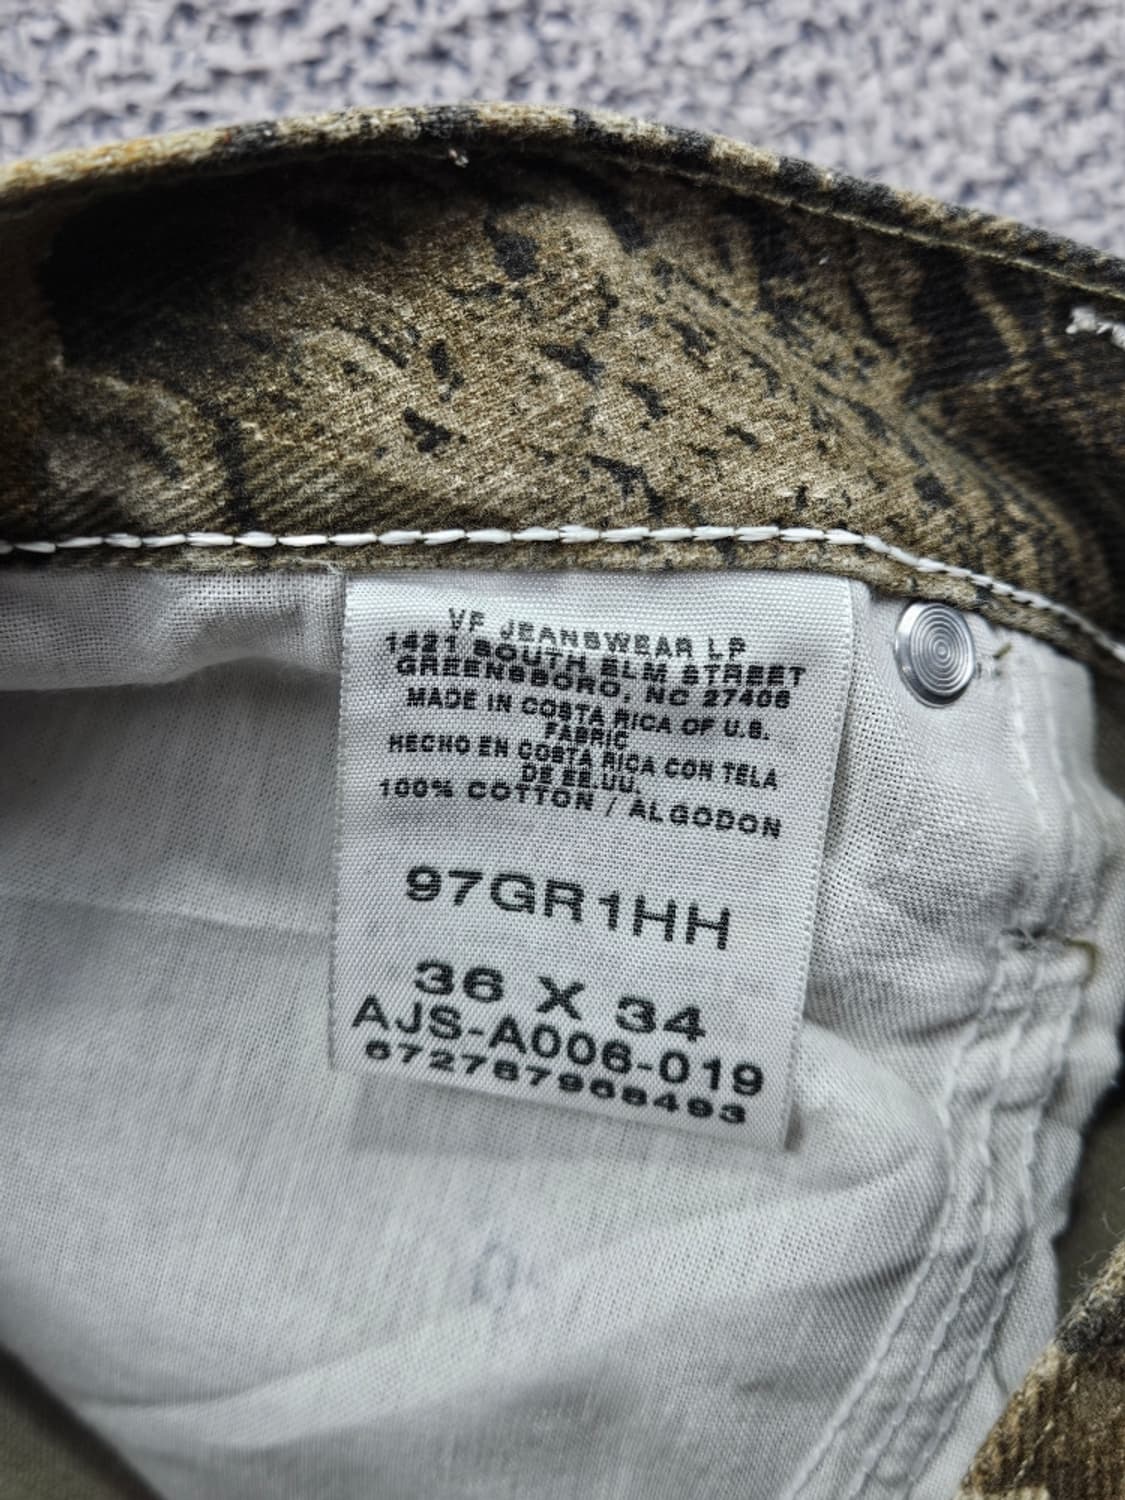 VF JEANSWEAR LP
1421 SOUTH ELM STREET
GREENSBORO, NC 27406
MADE IN COSTA RICA OF U.S.
FABRIC
HECHO EN COSTA RICA CON TELA
DE EE.UU.
100% COTTON / ALGODON
97GR1HH
36 X 34
AJS-A006-019
672787968493